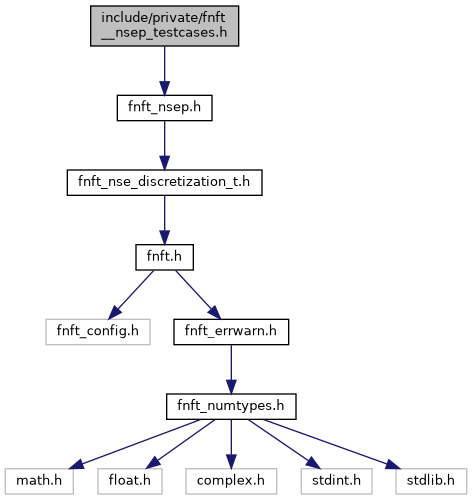 include/private/fnft
__nsep_testcases.h
fnft_nsep.h
fnft_nse_discretization_t.h
fnft.h
fnft_config.h
fnft_errwarn.h
fnft_numtypes.h
math.h
float.h
complex.h
stdint.h
stdlib.h